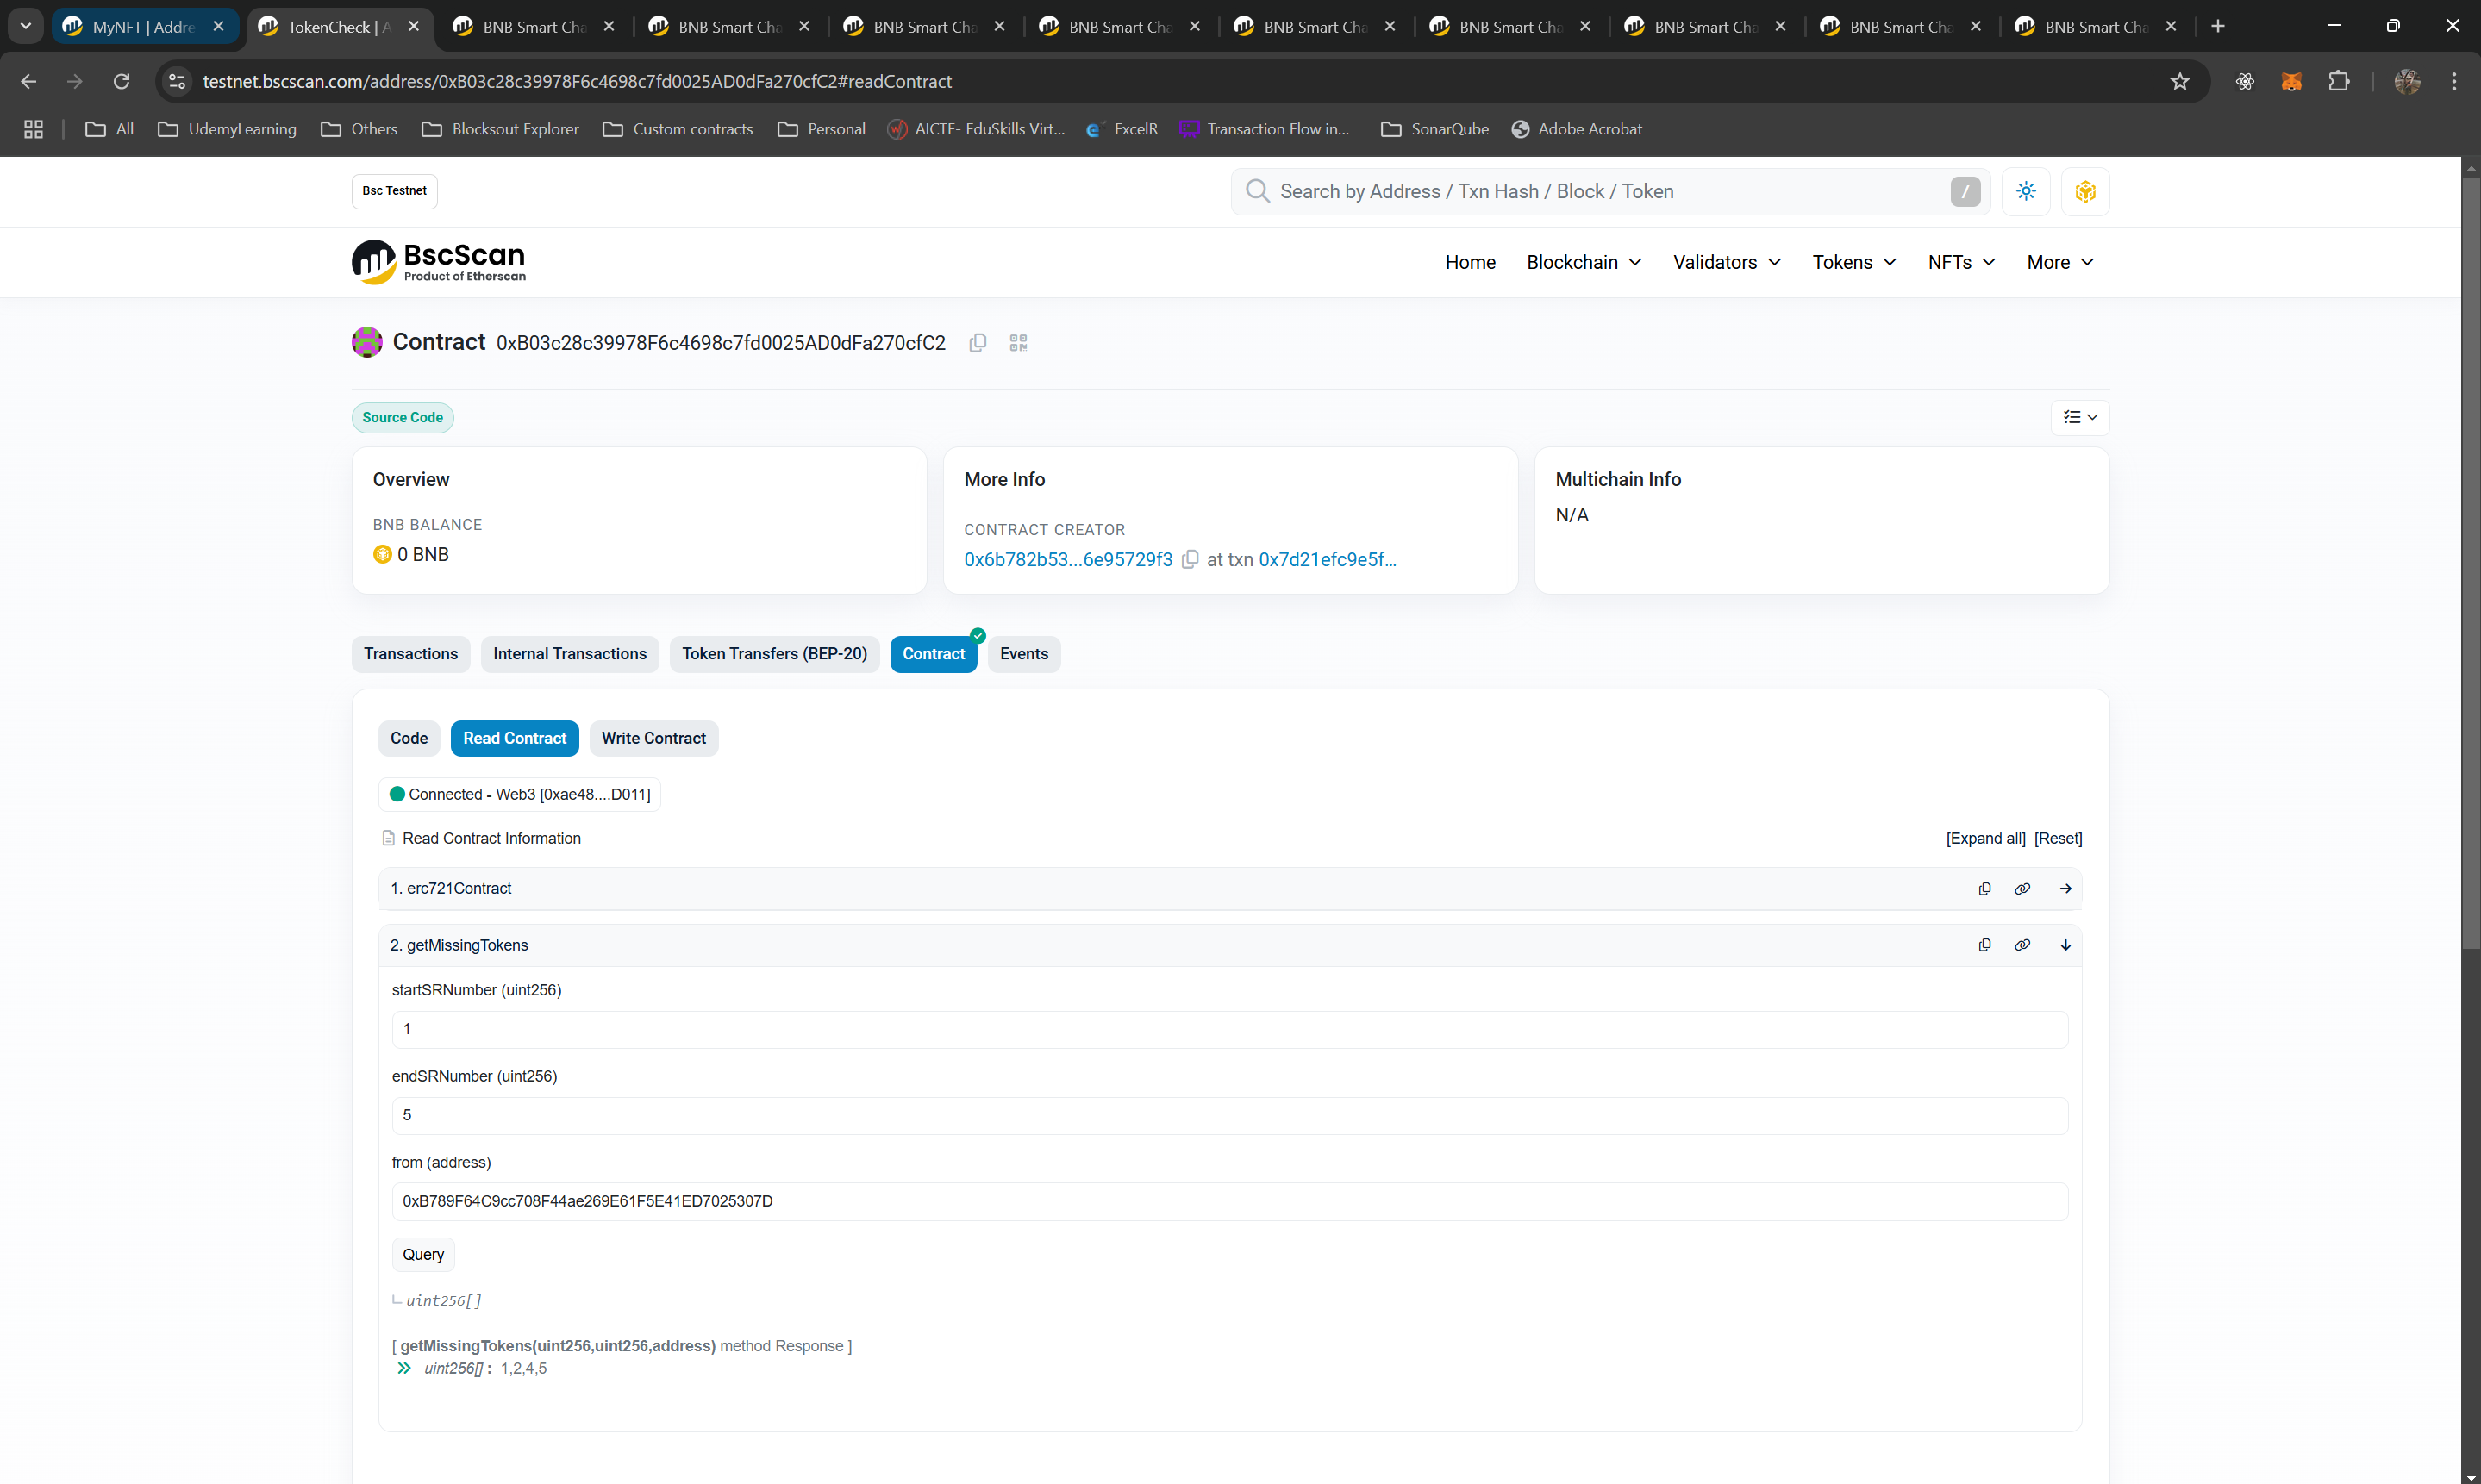 MyNFT | Addre
TokenCheck | A
BNB Smart Cha
BNB Smart Cha
BNB Smart Cha
BNB Smart Cha
BNB Smart Cha
BNB Smart Cha
BNB Smart Cha
BNB Smart Cha
BNB Smart Cha
testnet.bscscan.com/address/0xB03c28c39978F6c4698c7fd0025AD0dFa270cfC2#readContract
All
UdemyLearning
Others
Blocksout Explorer
Custom contracts
Personal
AICTE- EduSkills Virt...
ExcelR
Transaction Flow in...
SonarQube
Adobe Acrobat
Bsc Testnet
Search by Address / Txn Hash / Block / Token
/
BscScan
Product of Etherscan
Home
Blockchain
Validators
Tokens
NFTs
More
Contract 0xB03c28c39978F6c4698c7fd0025AD0dFa270cfC2
Source Code
Overview
BNB BALANCE
0 BNB
More Info
CONTRACT CREATOR
0x6b782b53...6e95729f3 at txn 0x7d21efc9e5f...
Multichain Info
N/A
Transactions
Internal Transactions
Token Transfers (BEP-20)
Contract
Events
Code
Read Contract
Write Contract
Connected - Web3 [0xae48....D011]
Read Contract Information
[Expand all] [Reset]
1. erc721Contract
2. getMissingTokens
startSRNumber (uint256)
1
endSRNumber (uint256)
5
from (address)
0xB789F64C9cc708F44ae269E61F5E41ED7025307D
Query
uint256[]
[ getMissingTokens(uint256,uint256,address) method Response ]
uint256[] : 1,2,4,5